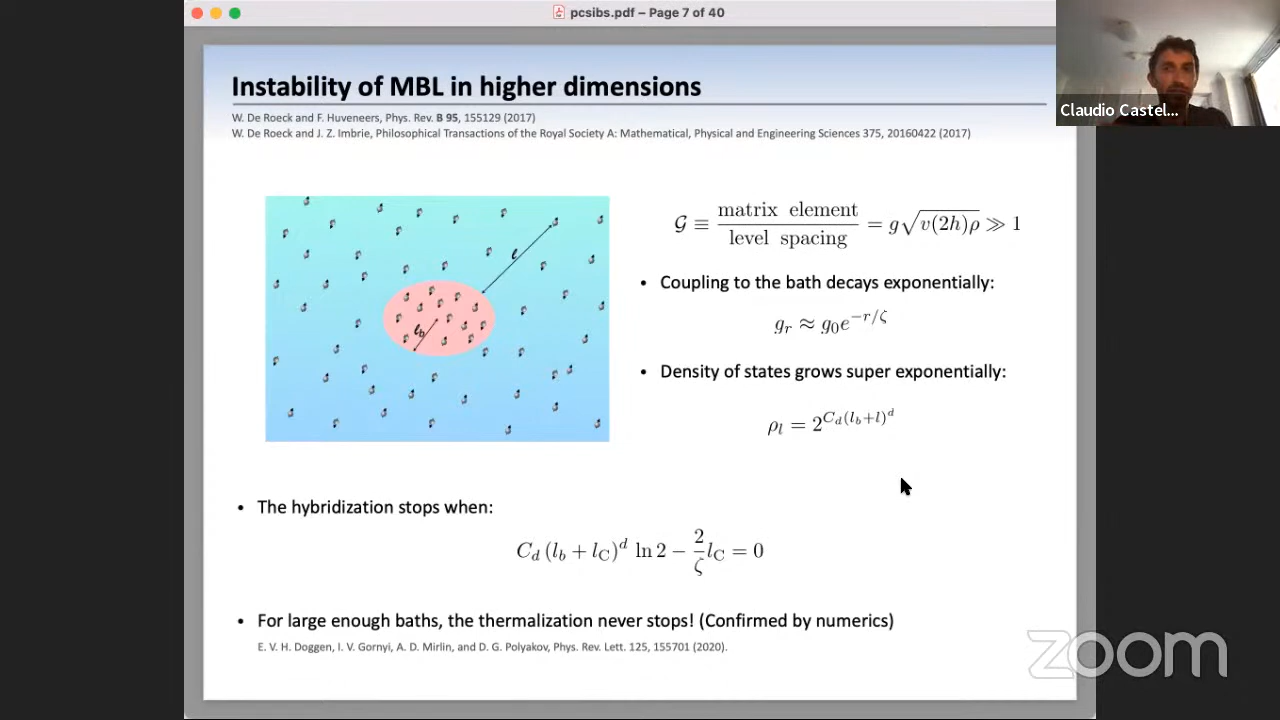 pcsibs.pdf – Page 7 of 40
Claudio Castel...
Instability of MBL in higher dimensions
W. De Roeck and F. Huveneers, Phys. Rev. B 95, 155129 (2017)
W. De Roeck and J. Z. Imbrie, Philosophical Transactions of the Royal Society A: Mathematical, Physical and Engineering Sciences 375, 20160422 (2017)
l
l_b
𝒢 ≡ matrix element / level spacing = g√(v(2h)ρ) ≫ 1
• Coupling to the bath decays exponentially:
g_r ≈ g_0 e^{−r/ζ}
• Density of states grows super exponentially:
ρ_l = 2^{C_d(l_b+l)^d}
• The hybridization stops when:
C_d (l_b + l_C)^d ln 2 − 2/ζ l_C = 0
• For large enough baths, the thermalization never stops! (Confirmed by numerics)
E. V. H. Doggen, I. V. Gornyi, A. D. Mirlin, and D. G. Polyakov, Phys. Rev. Lett. 125, 155701 (2020).
zoom